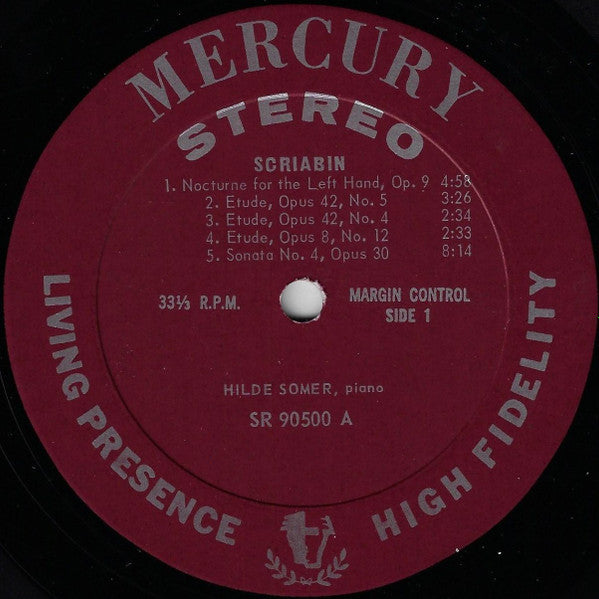 MERCURY
STEREO
SCRIABIN
1. Nocturne for the Left Hand, Op. 9 4:58
2. Etude, Opus 42, No. 5 3:26
3. Etude, Opus 42, No. 4 2:34
4. Etude, Opus 8, No. 12 2:33
5. Sonata No. 4, Opus 30 8:14
33⅓ R.P.M.
MARGIN CONTROL
SIDE 1
HILDE SOMER, piano
SR 90500 A
LIVING PRESENCE
HIGH FIDELITY